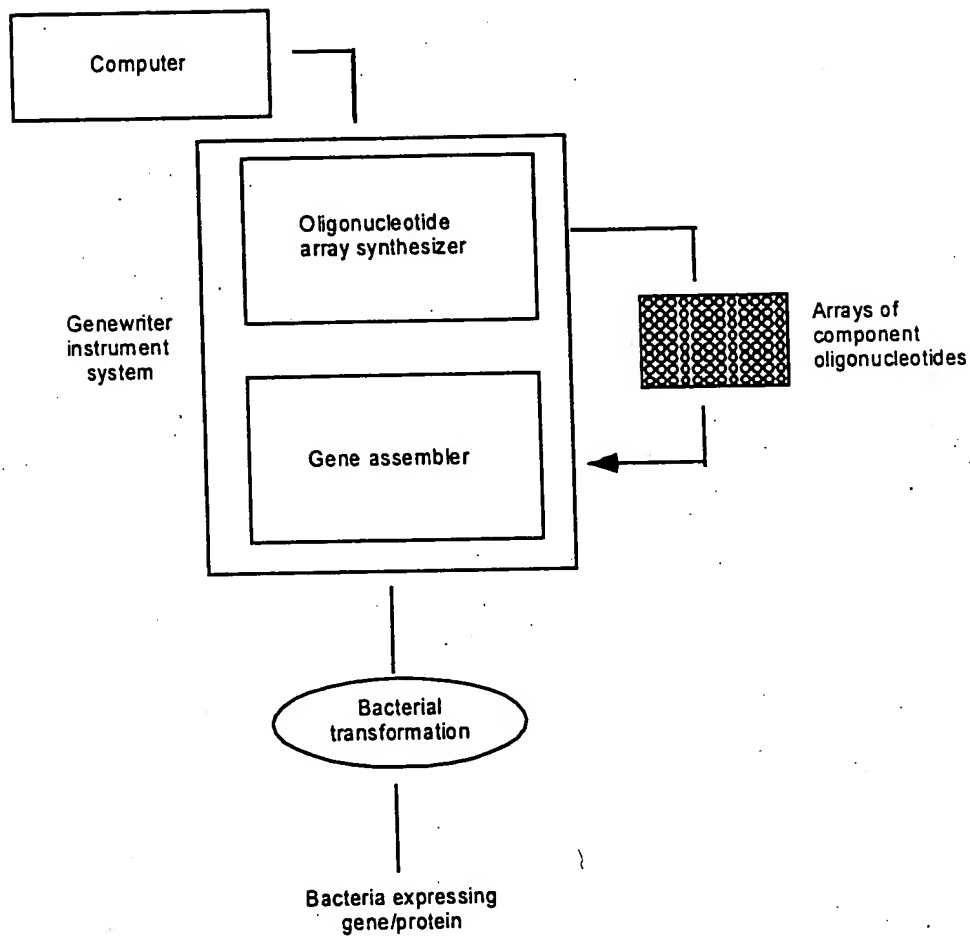 Computer
Oligonucleotide
array synthesizer
Genewriter
instrument
system
Arrays of
component
oligonucleotides
Gene assembler
Bacterial
transformation
Bacteria expressing
gene/protein